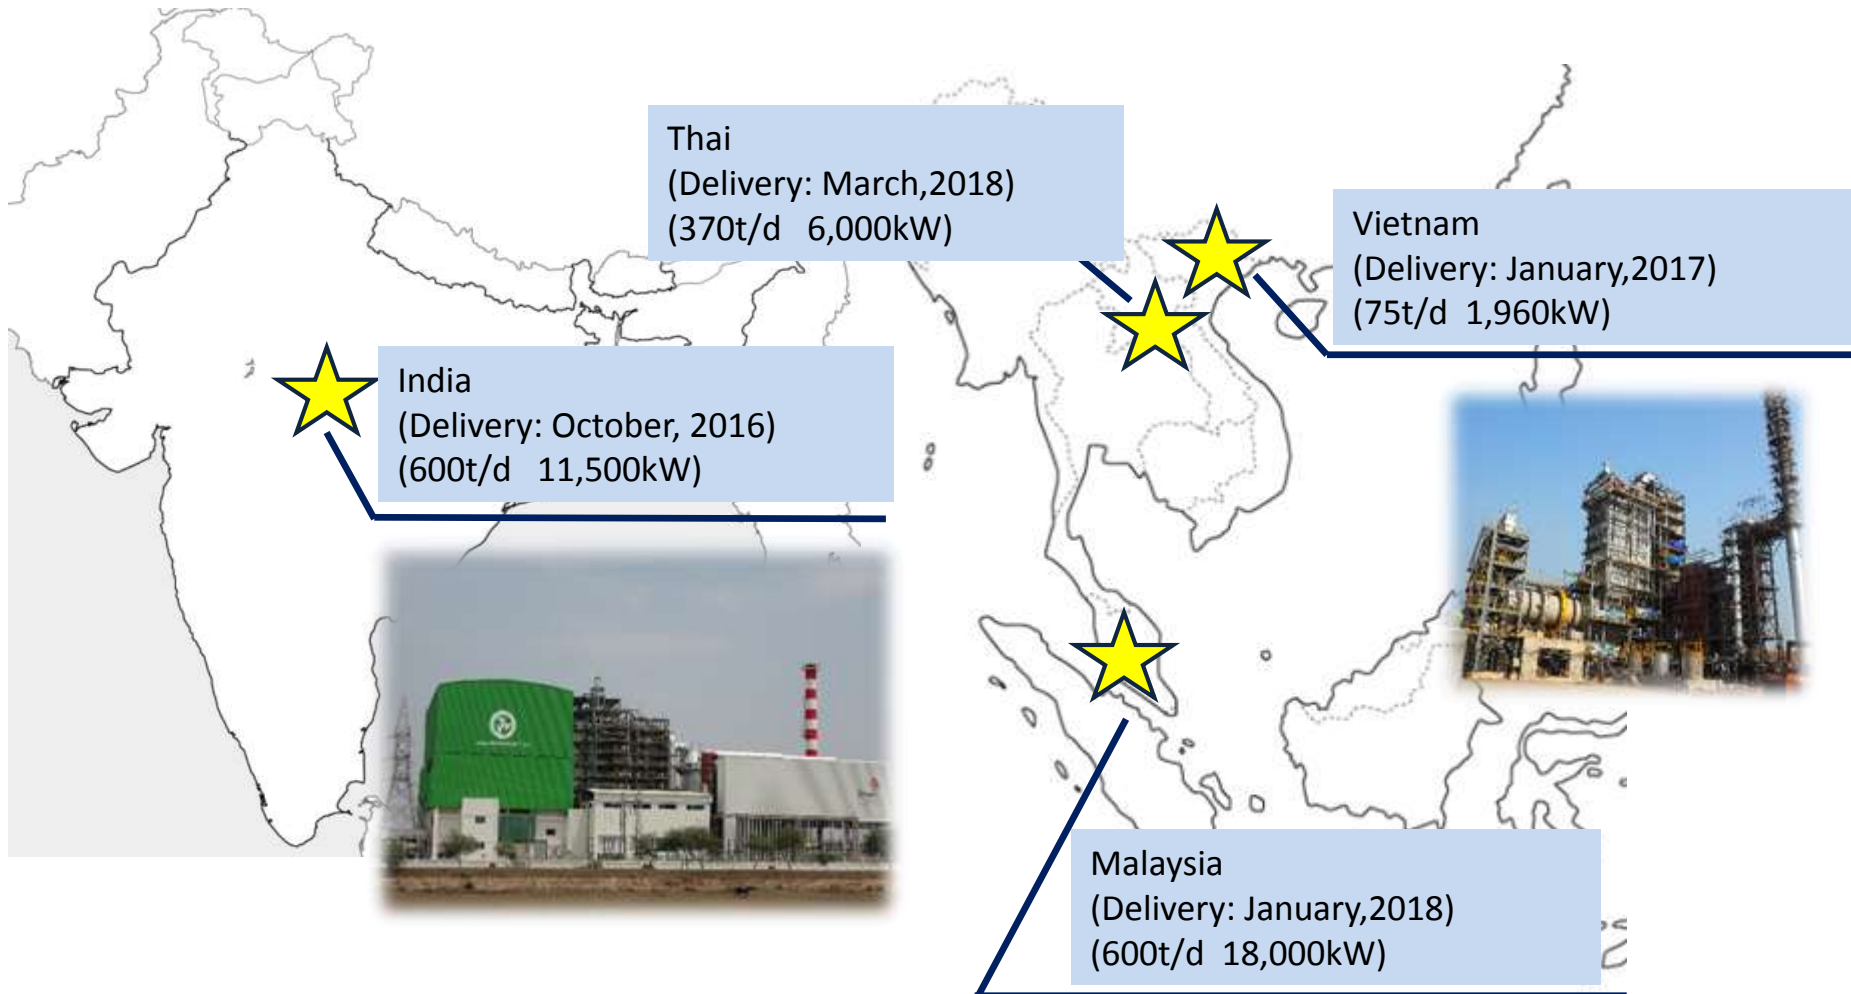 Thai
(Delivery: March,2018)
(370t/d 6,000kW)
Vietnam
(Delivery: January,2017)
(75t/d 1,960kW)
India
(Delivery: October, 2016)
(600t/d 11,500kW)
Malaysia
(Delivery: January,2018)
(600t/d 18,000kW)